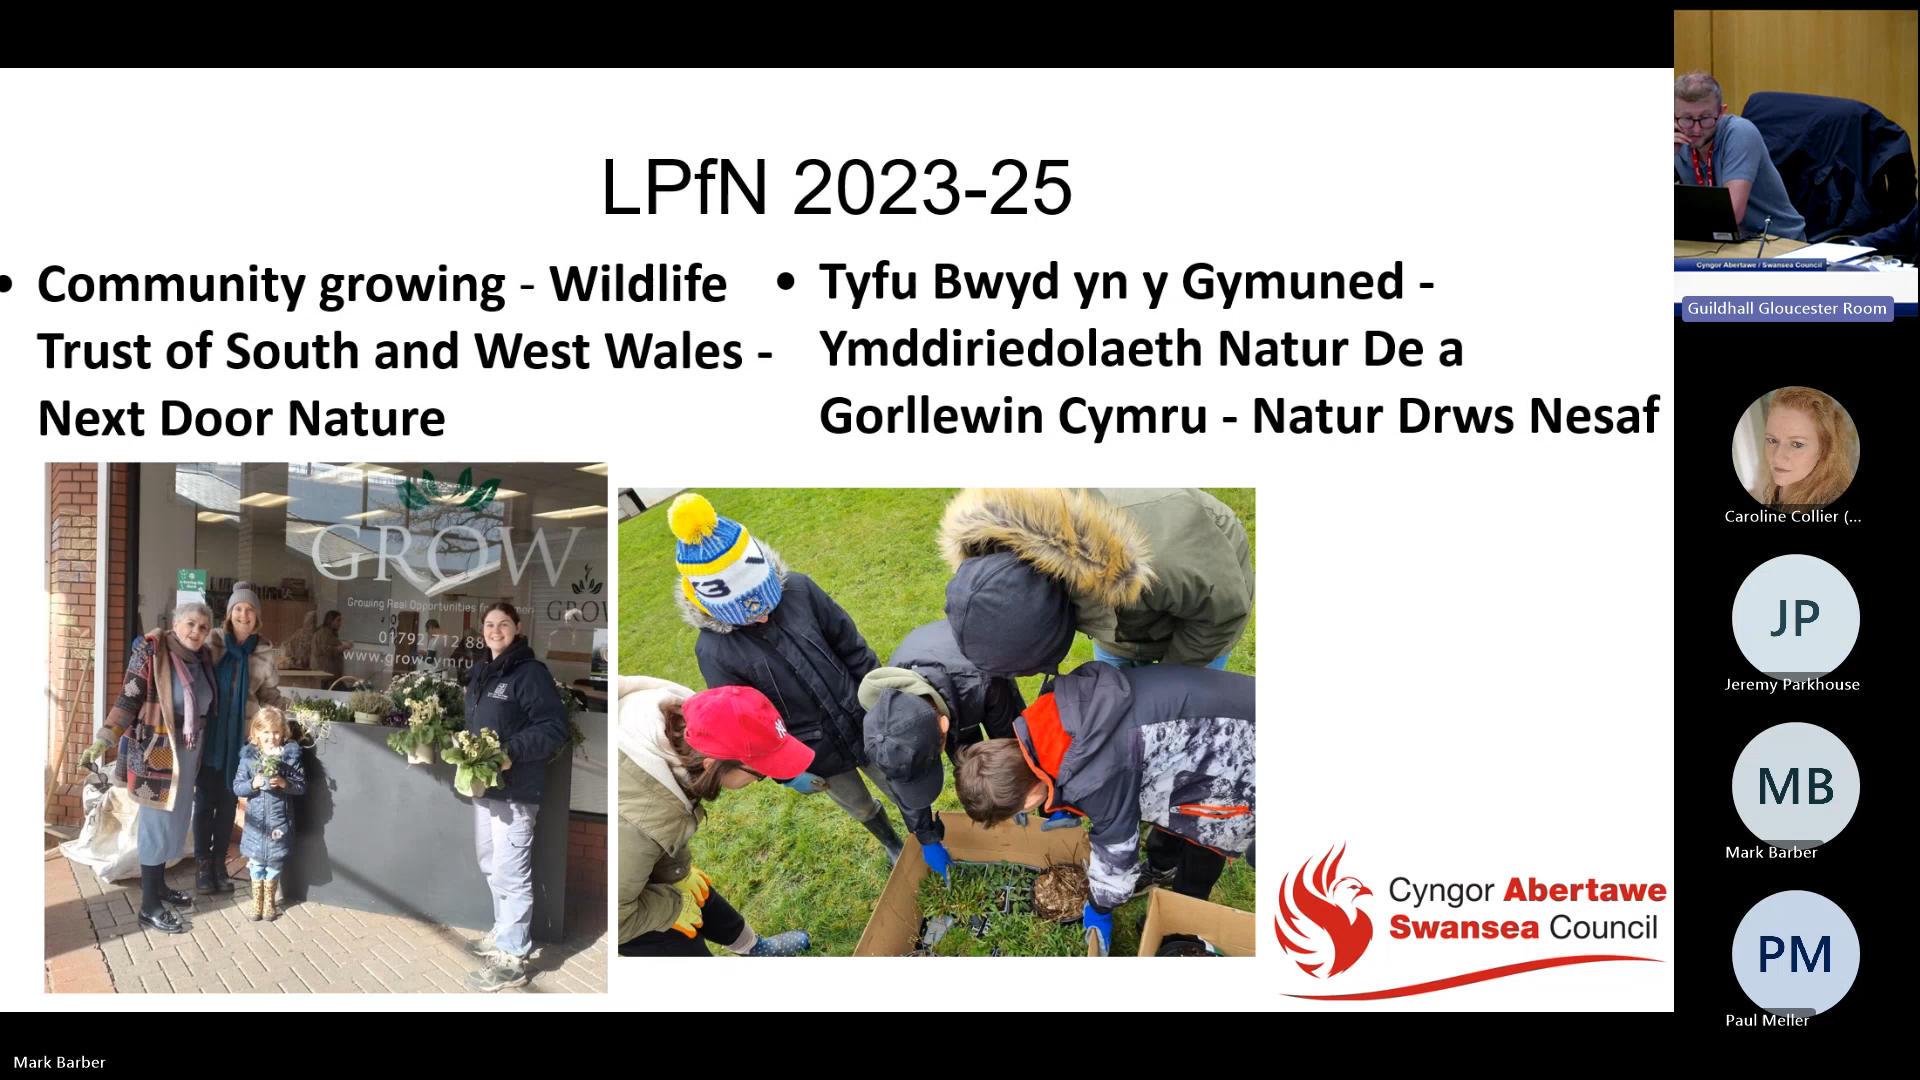 LPfN 2023-25
• Community growing - Wildlife
Trust of South and West Wales -
Next Door Nature
• Tyfu Bwyd yn y Gymuned -
Ymddiriedolaeth Natur De a
Gorllewin Cymru - Natur Drws Nesaf
GROW
Growing Real Opportunities
01792 712 88
www.growcymru
GROW
Cyngor Abertawe
Swansea Council
Cyngor Abertawe / Swansea Council
Guildhall Gloucester Room
Caroline Collier (...
JP
Jeremy Parkhouse
MB
Mark Barber
PM
Paul Meller
Mark Barber